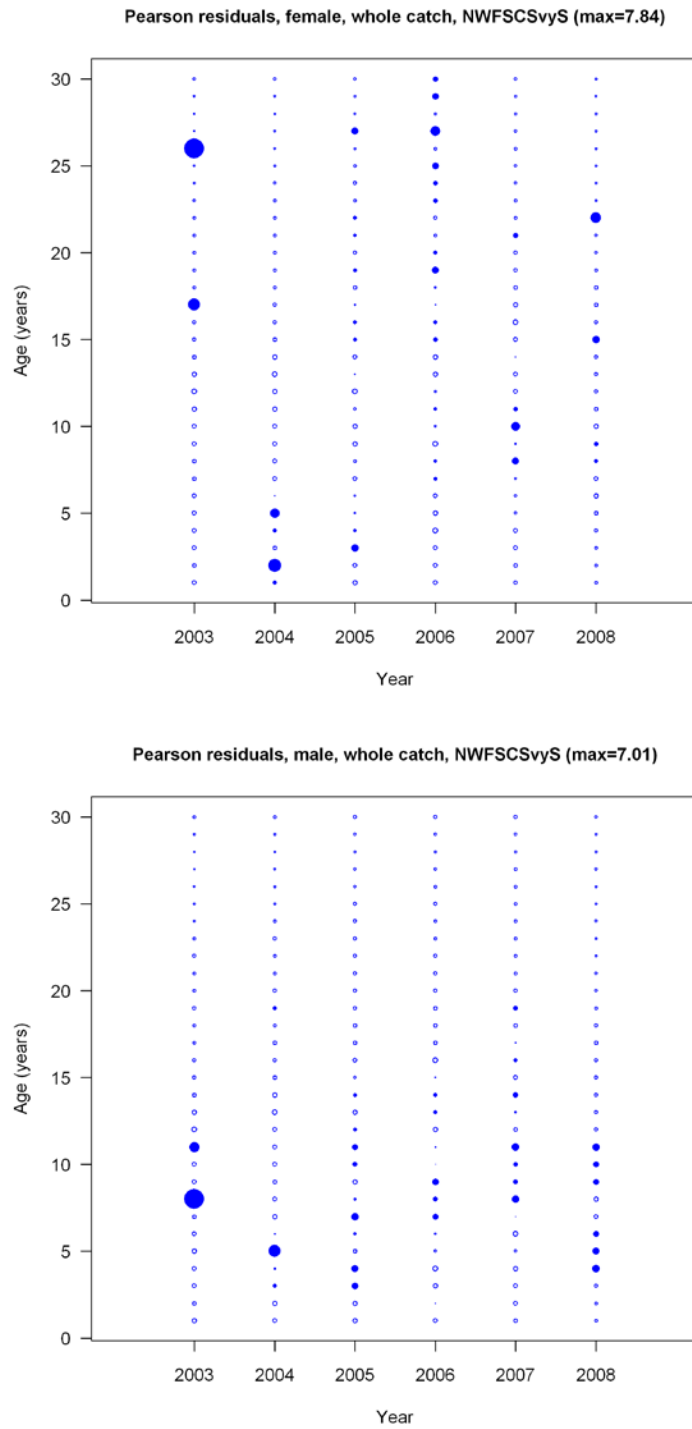 Pearson residuals, female, whole catch, NWFSCSvyS (max=7.84)
30
25
20
15
10
5
0
Age (years)
2003 2004 2005 2006 2007 2008
Year
Pearson residuals, male, whole catch, NWFSCSvyS (max=7.01)
30
25
20
15
10
5
0
Age (years)
2003 2004 2005 2006 2007 2008
Year